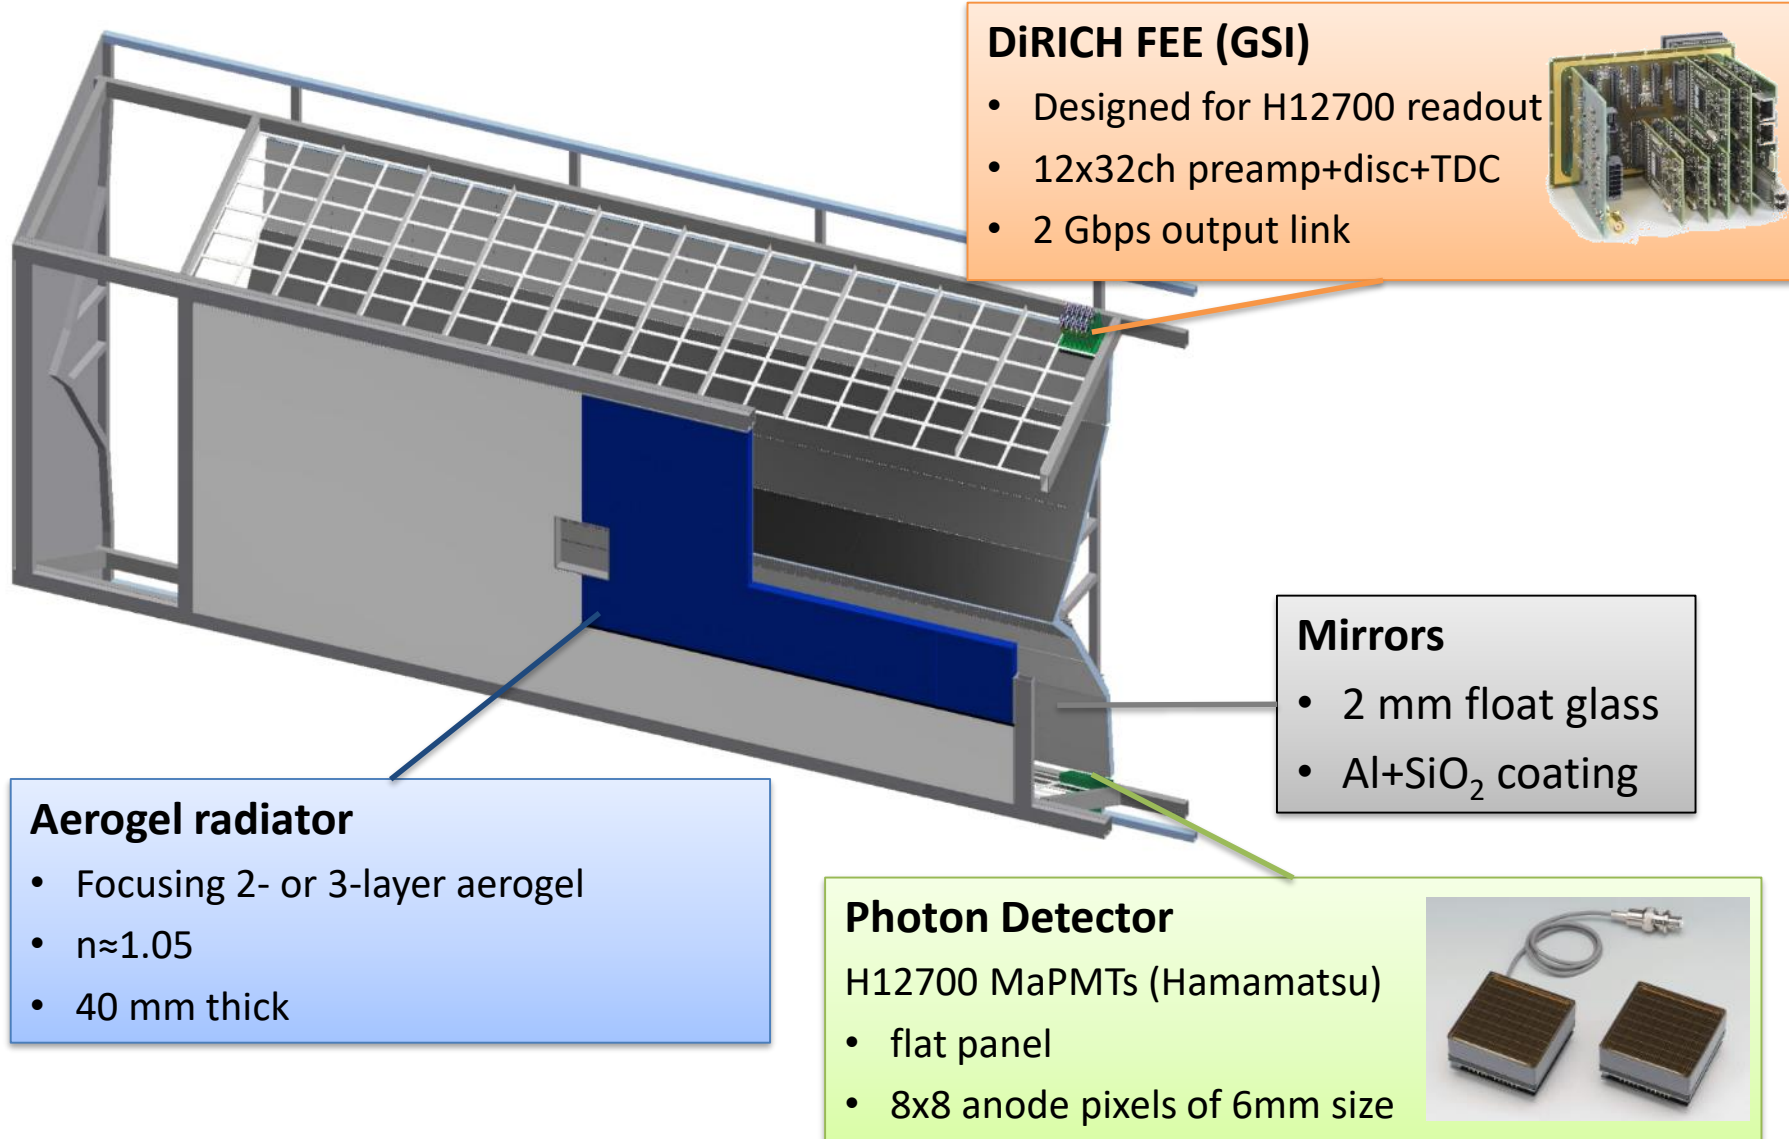 DiRICH FEE (GSI)
• Designed for H12700 readout
• 12x32ch preamp+disc+TDC
• 2 Gbps output link
Mirrors
• 2 mm float glass
• Al+SiO₂ coating
Aerogel radiator
• Focusing 2- or 3-layer aerogel
• n≈1.05
• 40 mm thick
Photon Detector
H12700 MaPMTs (Hamamatsu)
• flat panel
• 8x8 anode pixels of 6mm size